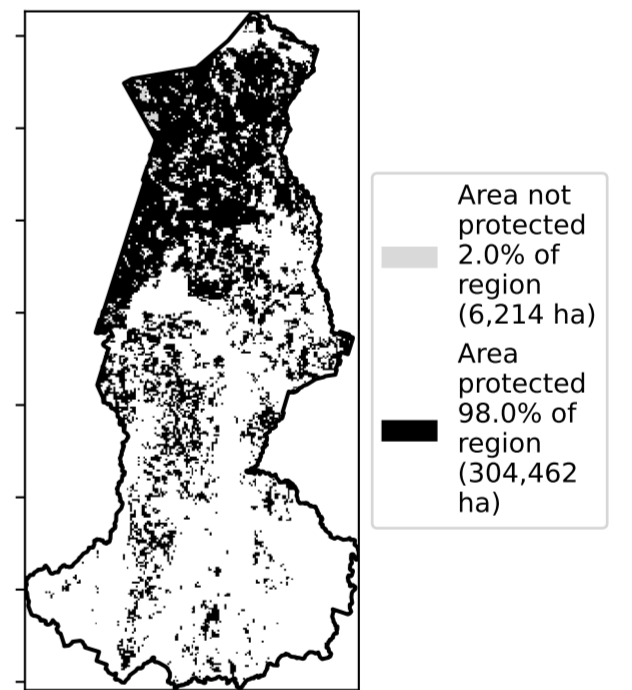 Area not
protected
2.0% of
region
(6,214 ha)
Area
protected
98.0% of
region
(304,462
ha)